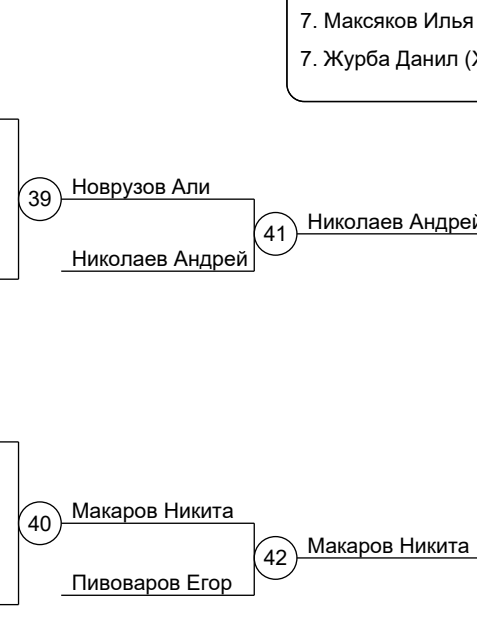 7. Максяков Илья
7. Журба Данил
39 Новрузов Али
41 Николаев Андрей
Николаев Андрей
40 Макаров Никита
42 Макаров Никита
Пивоваров Егор